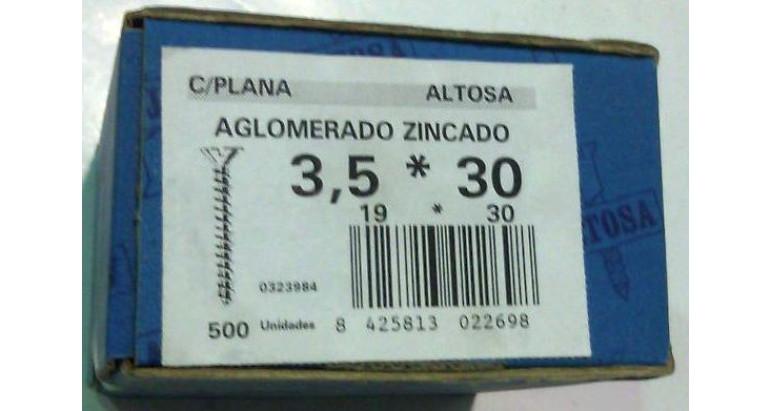 C/PLANA ALTOSA
AGLOMERADO ZINCADO
3,5 * 30
19 * 30
0323984
500 Unidades 8 425813 022698
TOSA